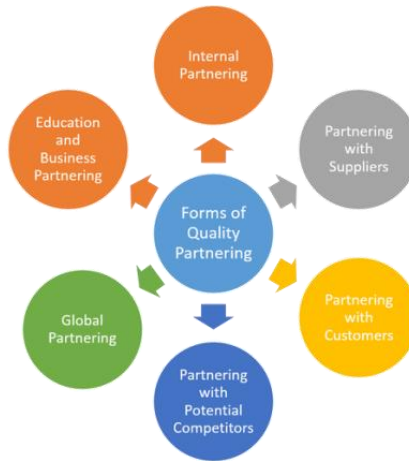 Internal
Partnering
Education
and
Business
Partnering
Partnering
with
Suppliers
Forms of
Quality
Partnering
Global
Partnering
Partnering
with
Customers
Partnering
with
Potential
Competitors